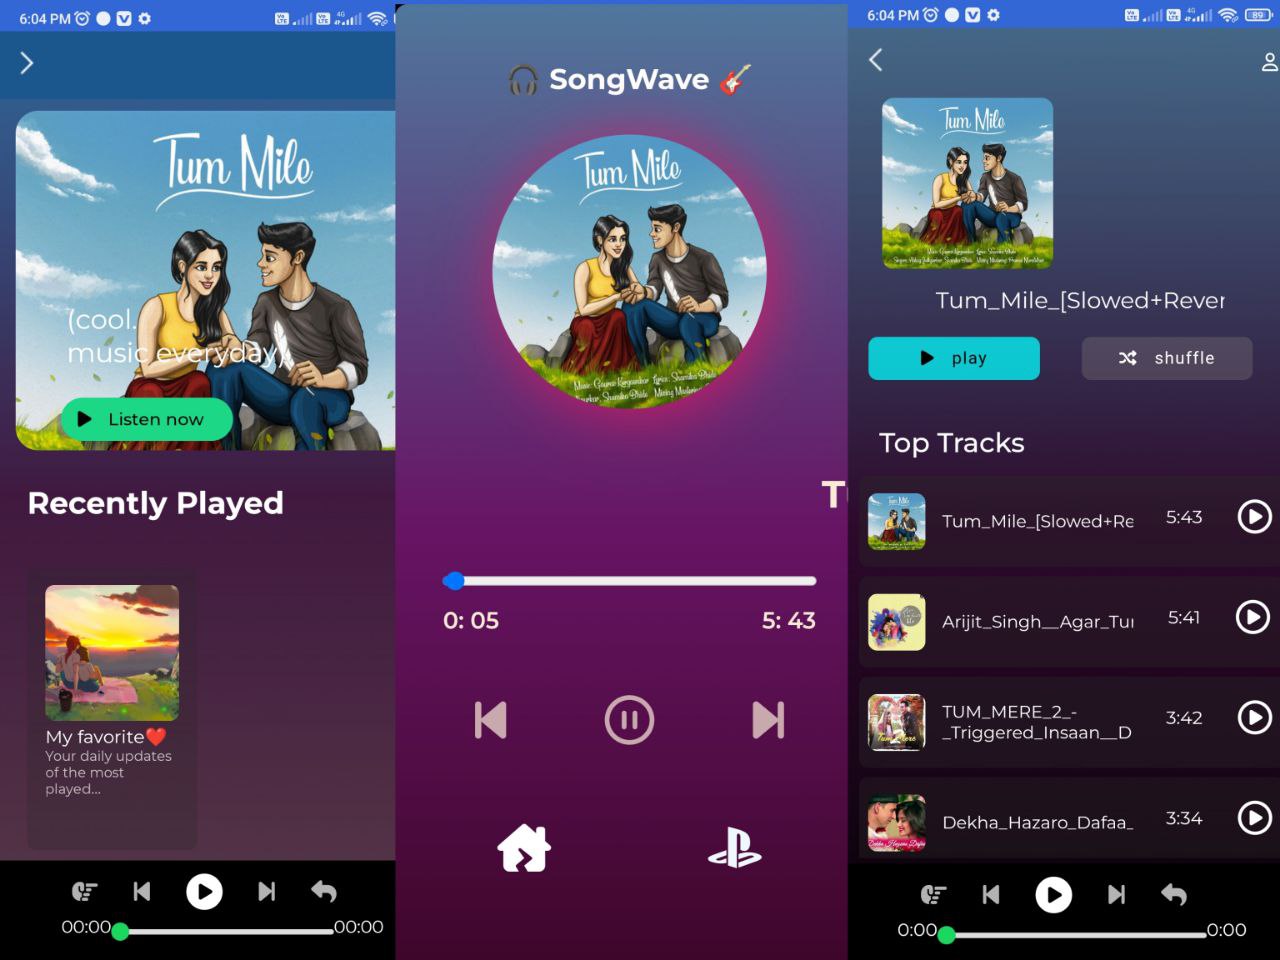 6:04 PM
Tum Mile
(cool.
music everyday)
Listen now
Recently Played
My favorite❤️
Your daily updates
of the most
played...
00:00
00:00
🎧 SongWave 🎸
Tum Mile
T
0: 05
5: 43
6:04 PM
4G
89
Tum Mile
Tum_Mile_[Slowed+Rever
play
shuffle
Top Tracks
Tum_Mile_[Slowed+Re
5:43
Arijit_Singh__Agar_Tu
5:41
TUM_MERE_2_-
_Triggered_Insaan__D
3:42
Dekha_Hazaro_Dafaa_
3:34
0:00
0:00